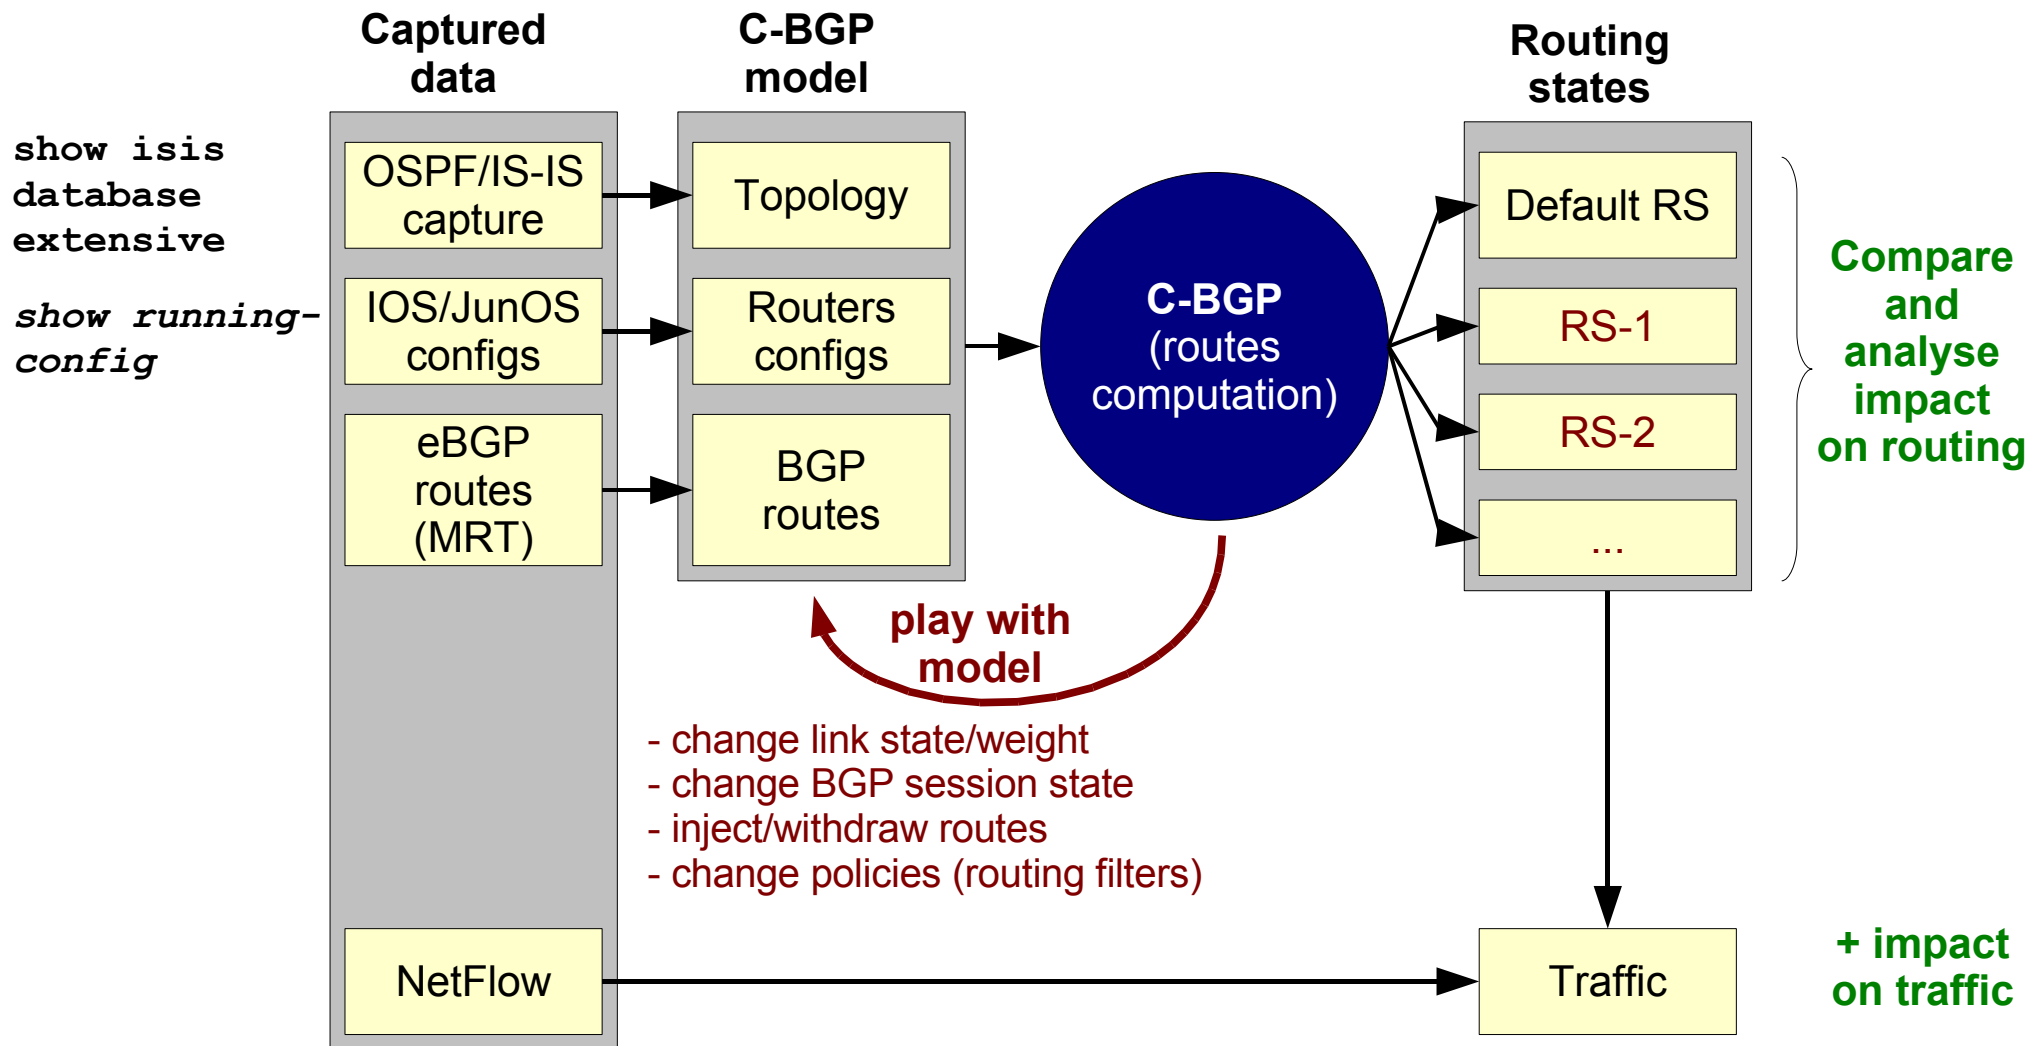 Captured
data
C-BGP
model
Routing
states
show isis
database
extensive
show running-
config
OSPF/IS-IS
capture
IOS/JunOS
configs
eBGP
routes
(MRT)
NetFlow
Topology
Routers
configs
BGP
routes
C-BGP
(routes
computation)
play with
model
- change link state/weight
- change BGP session state
- inject/withdraw routes
- change policies (routing filters)
Default RS
RS-1
RS-2
...
Traffic
Compare
and
analyse
impact
on routing
+ impact
on traffic